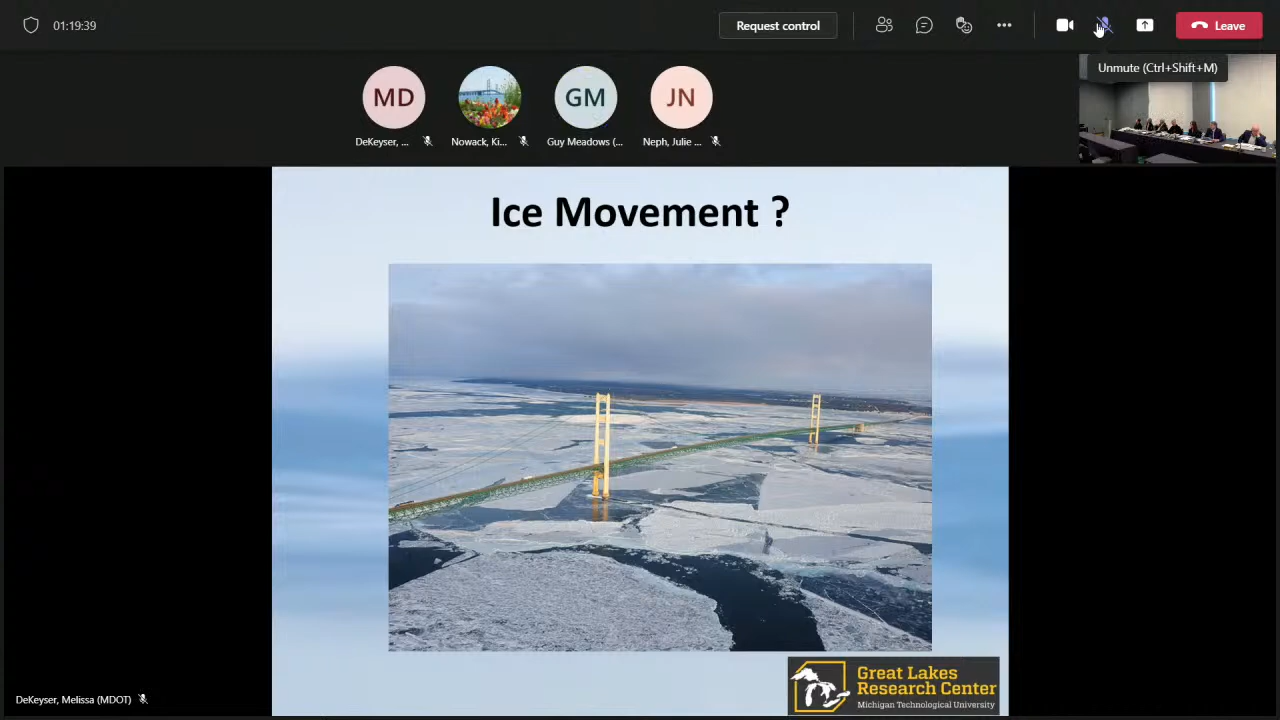 01:19:39
Request control
Leave
Unmute (Ctrl+Shift+M)
MD
GM
JN
DeKeyser, ...
Nowack, Ki...
Guy Meadows (...
Neph, Julie ...
Ice Movement ?
Great Lakes
Research Center
Michigan Technological University
DeKeyser, Melissa (MDOT)